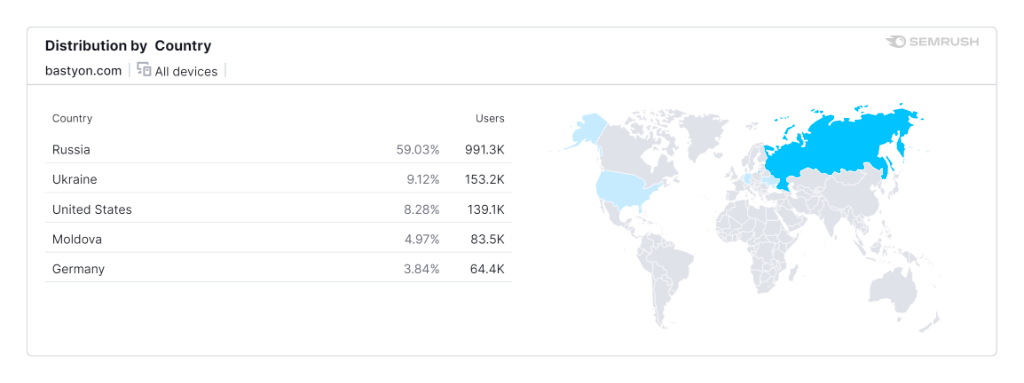 Distribution by Country
SEMRUSH
bastyon.com | All devices |
Country Users
Russia 59.03% 991.3K
Ukraine 9.12% 153.2K
United States 8.28% 139.1K
Moldova 4.97% 83.5K
Germany 3.84% 64.4K